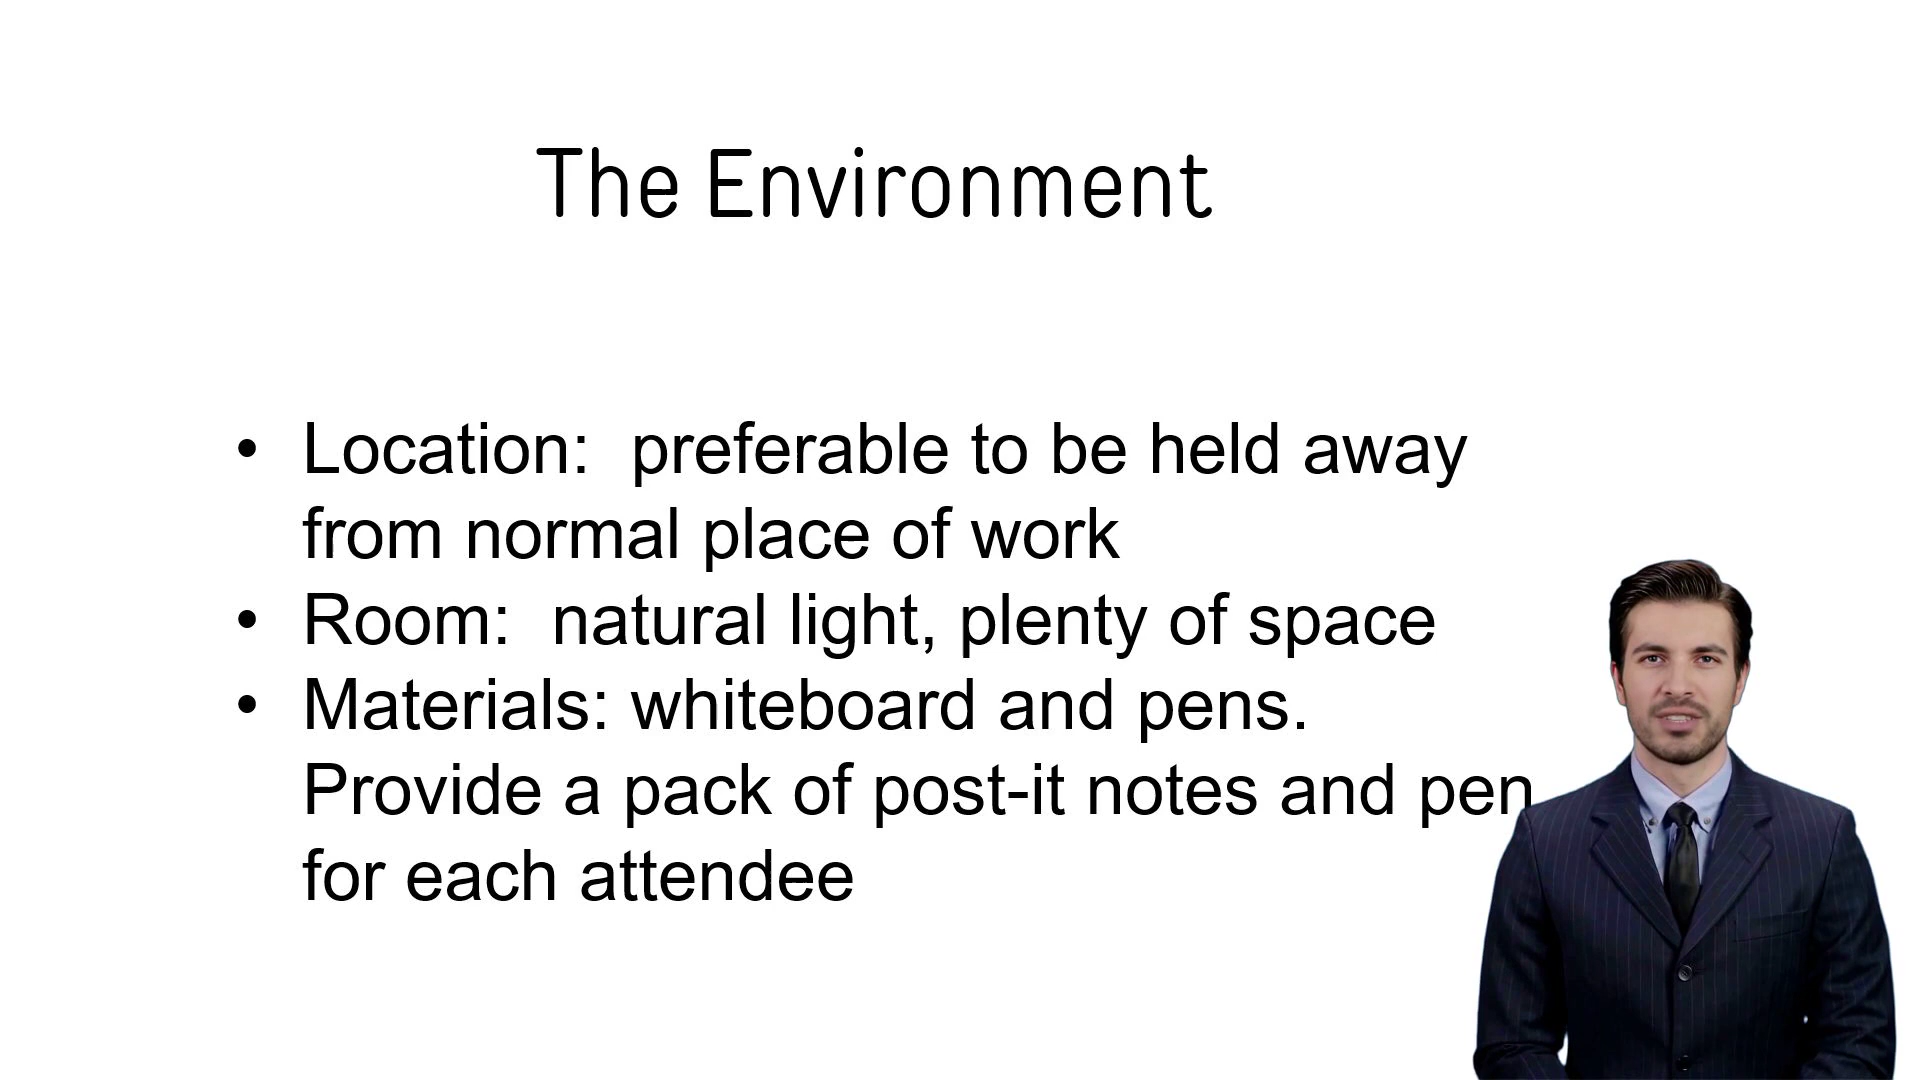 The Environment
• Location:  preferable to be held away
from normal place of work
• Room:  natural light, plenty of space
• Materials: whiteboard and pens.
Provide a pack of post-it notes and pen
for each attendee